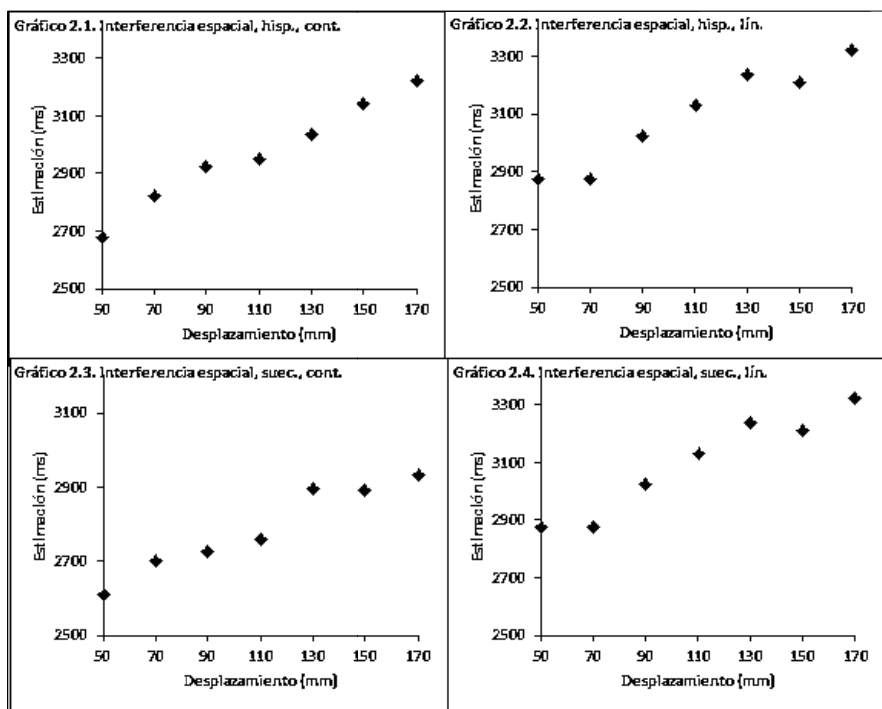 Gráfico 2.1. Interferencia espacial, hisp., cont.
3300
3100
2900
2700
2500
Estimación (ms)
50 70 90 110 130 150 170
Desplazamiento (mm)
Gráfico 2.2. Interferencia espacial, hisp., lín.
3300
3100
2900
2700
2500
Estimación (ms)
50 70 90 110 130 150 170
Desplazamiento (mm)
Gráfico 2.3. Interferencia espacial, suec., cont.
3100
2900
2700
2500
Estimación (ms)
50 70 90 110 130 150 170
Desplazamiento (mm)
Gráfico 2.4. Interferencia espacial, suec., lín.
3300
3100
2900
2700
2500
Estimación (ms)
50 70 90 110 130 150 170
Desplazamiento (mm)